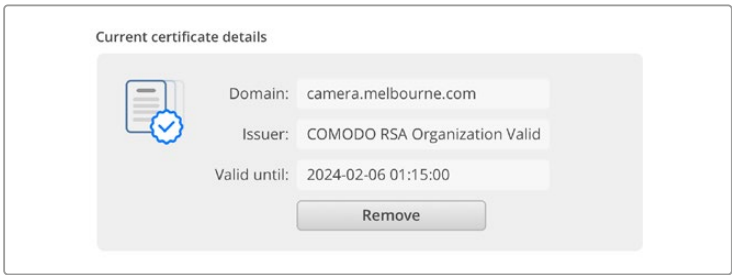 Current certificate details
Domain: camera.melbourne.com
Issuer: COMODO RSA Organization Valid
Valid until: 2024-02-06 01:15:00
Remove